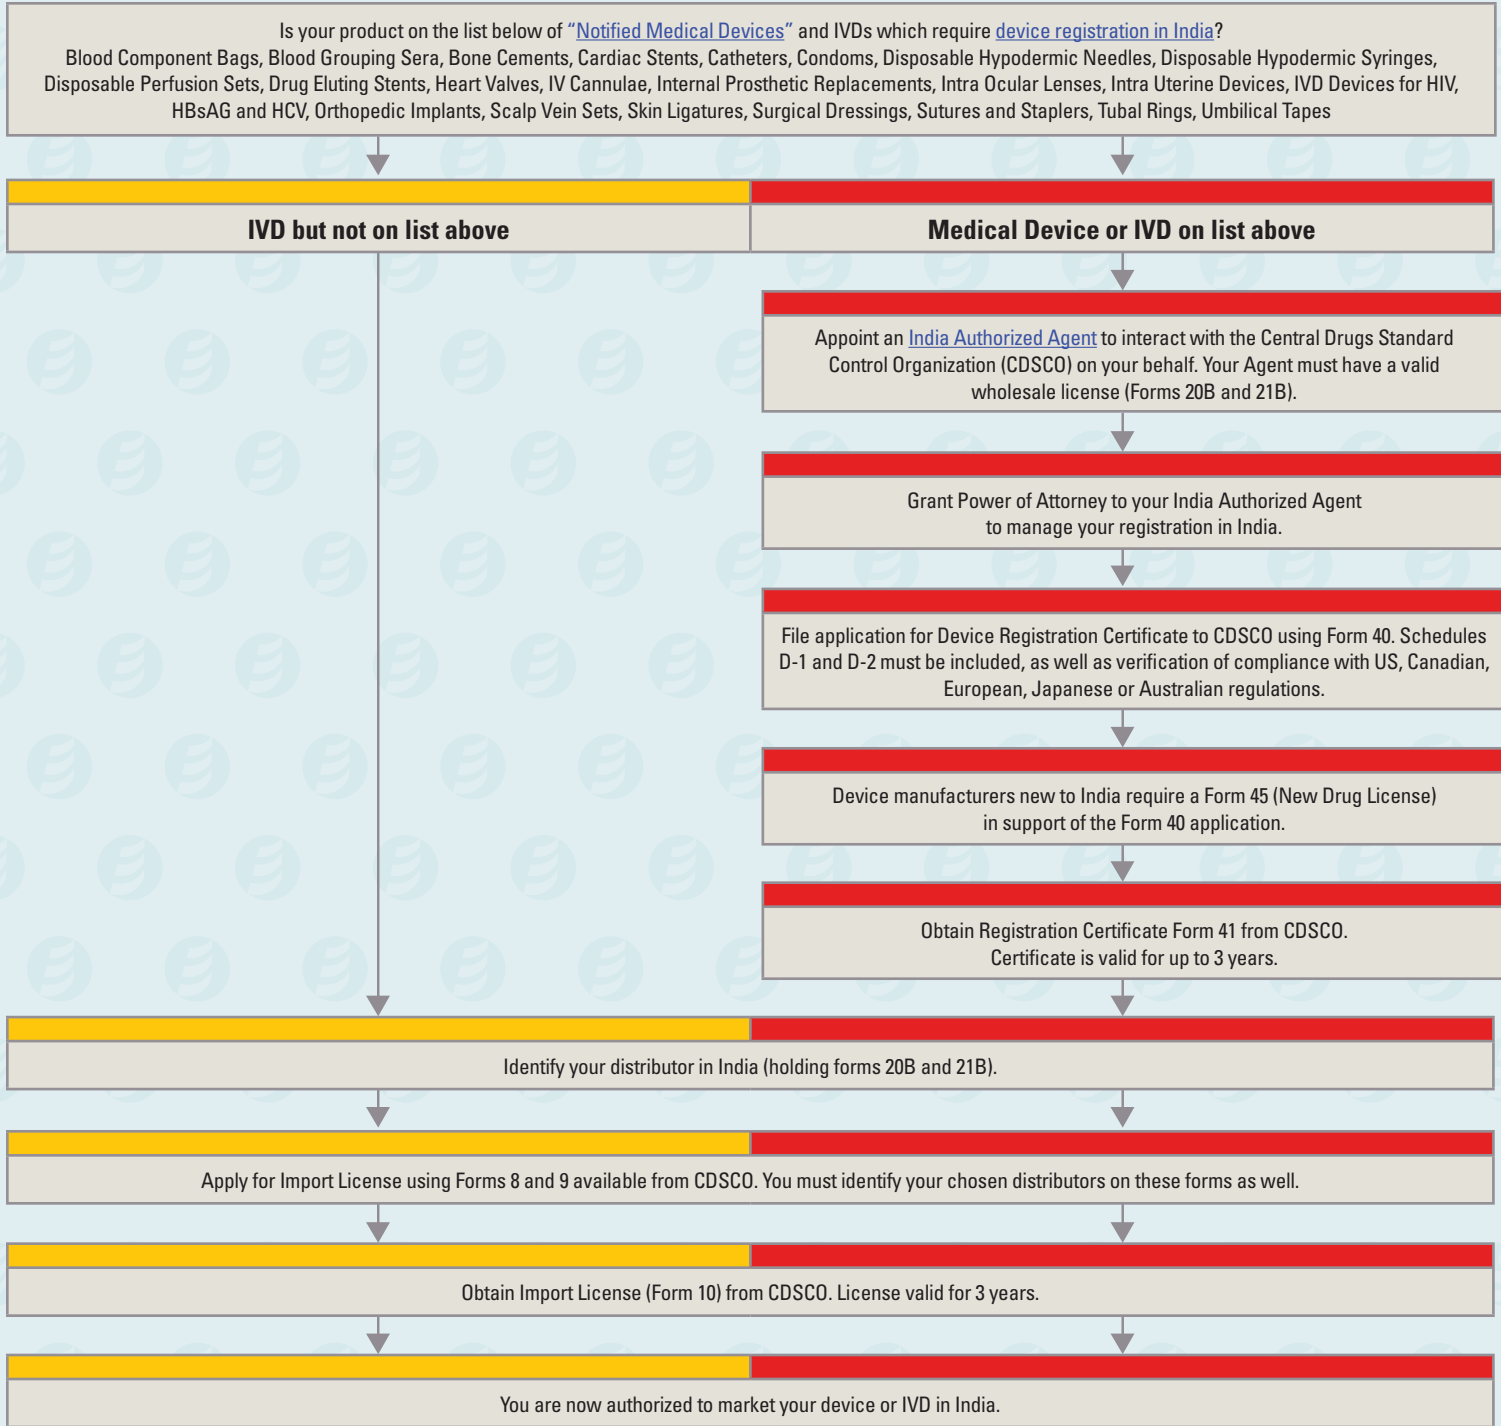 Is your product on the list below of “Notified Medical Devices” and IVDs which require device registration in India?
Blood Component Bags, Blood Grouping Sera, Bone Cements, Cardiac Stents, Catheters, Condoms, Disposable Hypodermic Needles, Disposable Hypodermic Syringes,
Disposable Perfusion Sets, Drug Eluting Stents, Heart Valves, IV Cannulae, Internal Prosthetic Replacements, Intra Ocular Lenses, Intra Uterine Devices, IVD Devices for HIV,
HBsAG and HCV, Orthopedic Implants, Scalp Vein Sets, Skin Ligatures, Surgical Dressings, Sutures and Staplers, Tubal Rings, Umbilical Tapes
IVD but not on list above
Medical Device or IVD on list above
Appoint an India Authorized Agent to interact with the Central Drugs Standard
Control Organization (CDSCO) on your behalf. Your Agent must have a valid
wholesale license (Forms 20B and 21B).
Grant Power of Attorney to your India Authorized Agent
to manage your registration in India.
File application for Device Registration Certificate to CDSCO using Form 40. Schedules
D-1 and D-2 must be included, as well as verification of compliance with US, Canadian,
European, Japanese or Australian regulations.
Device manufacturers new to India require a Form 45 (New Drug License)
in support of the Form 40 application.
Obtain Registration Certificate Form 41 from CDSCO.
Certificate is valid for up to 3 years.
Identify your distributor in India (holding forms 20B and 21B).
Apply for Import License using Forms 8 and 9 available from CDSCO. You must identify your chosen distributors on these forms as well.
Obtain Import License (Form 10) from CDSCO. License valid for 3 years.
You are now authorized to market your device or IVD in India.